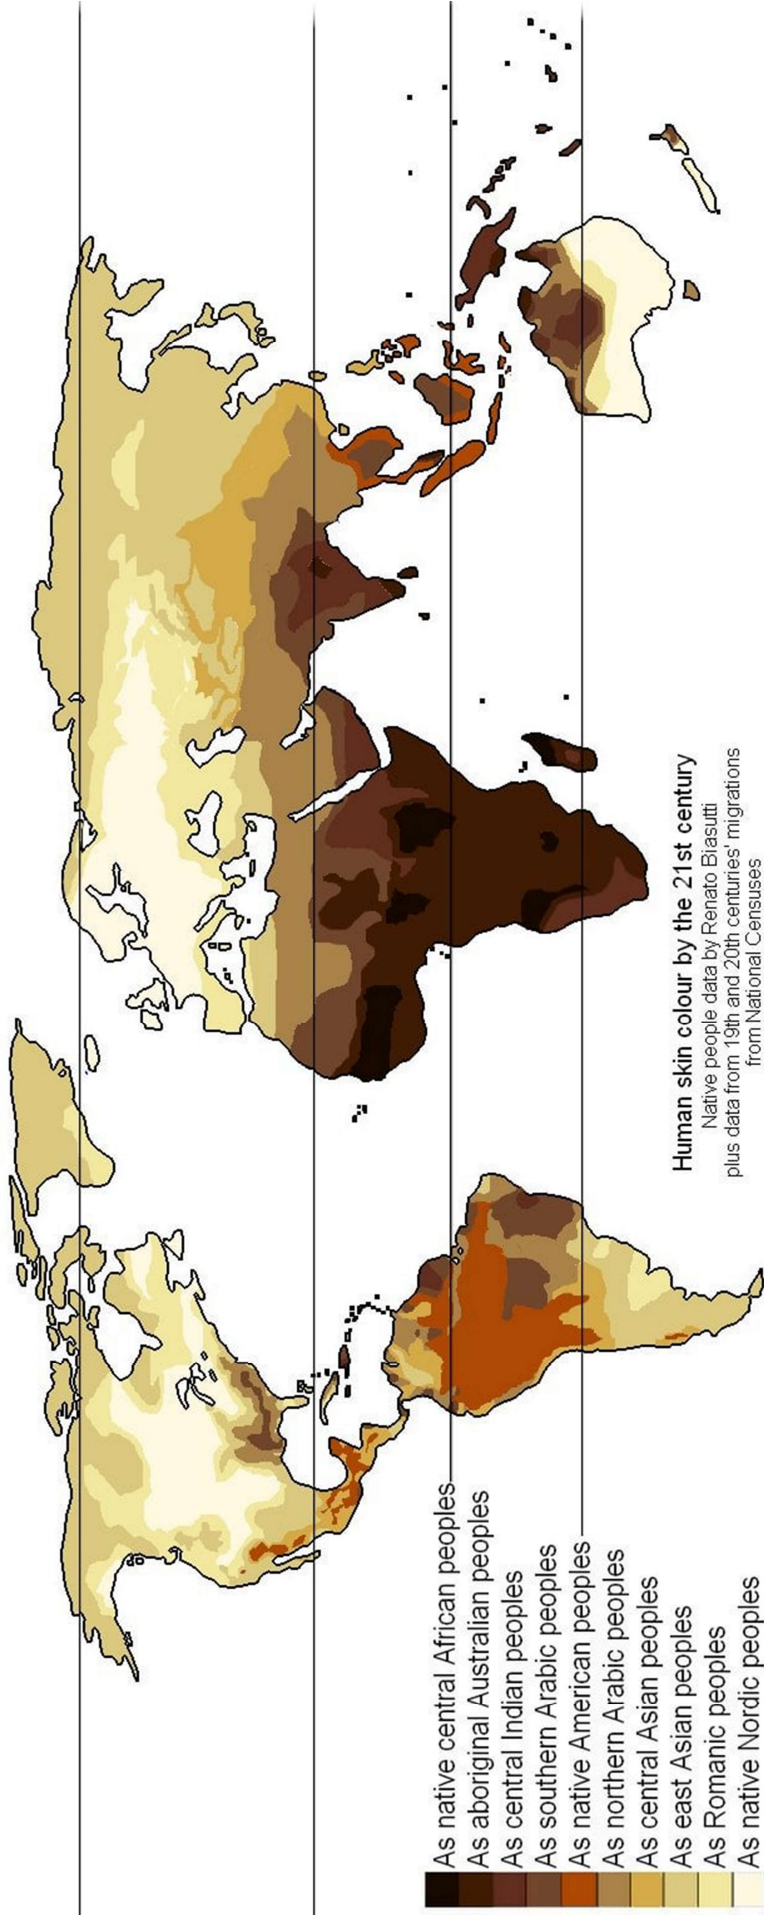 As native central African peoples
As aboriginal Australian peoples
As central Indian peoples
As southern Arabic peoples
As native American peoples
As northern Arabic peoples
As central Asian peoples
As east Asian peoples
As Romanic peoples
As native Nordic peoples
Human skin colour by the 21st century
Native people data by Renato Biasutti
plus data from 19th and 20th centuries' migrations
from National Censuses